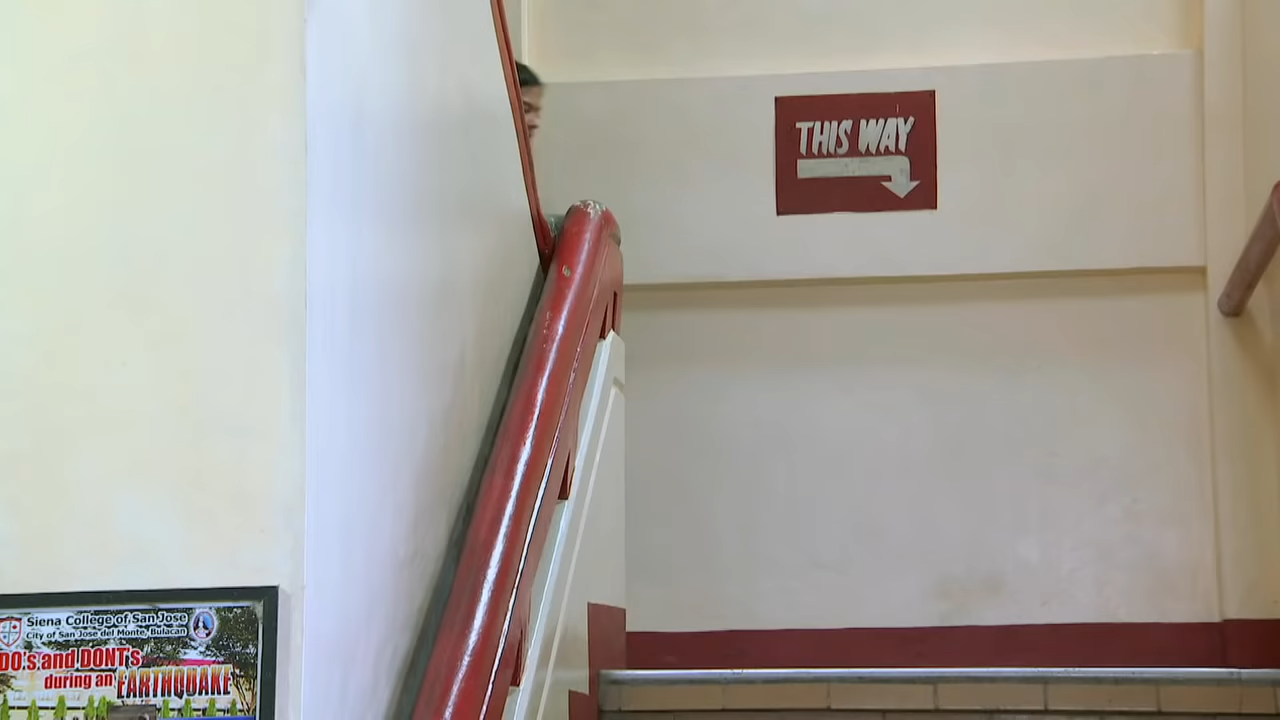 THIS WAY
Siena College of San Jose
City of San Jose del Monte, Bulacan
DO's and DONT's
during an EARTHQUAKE